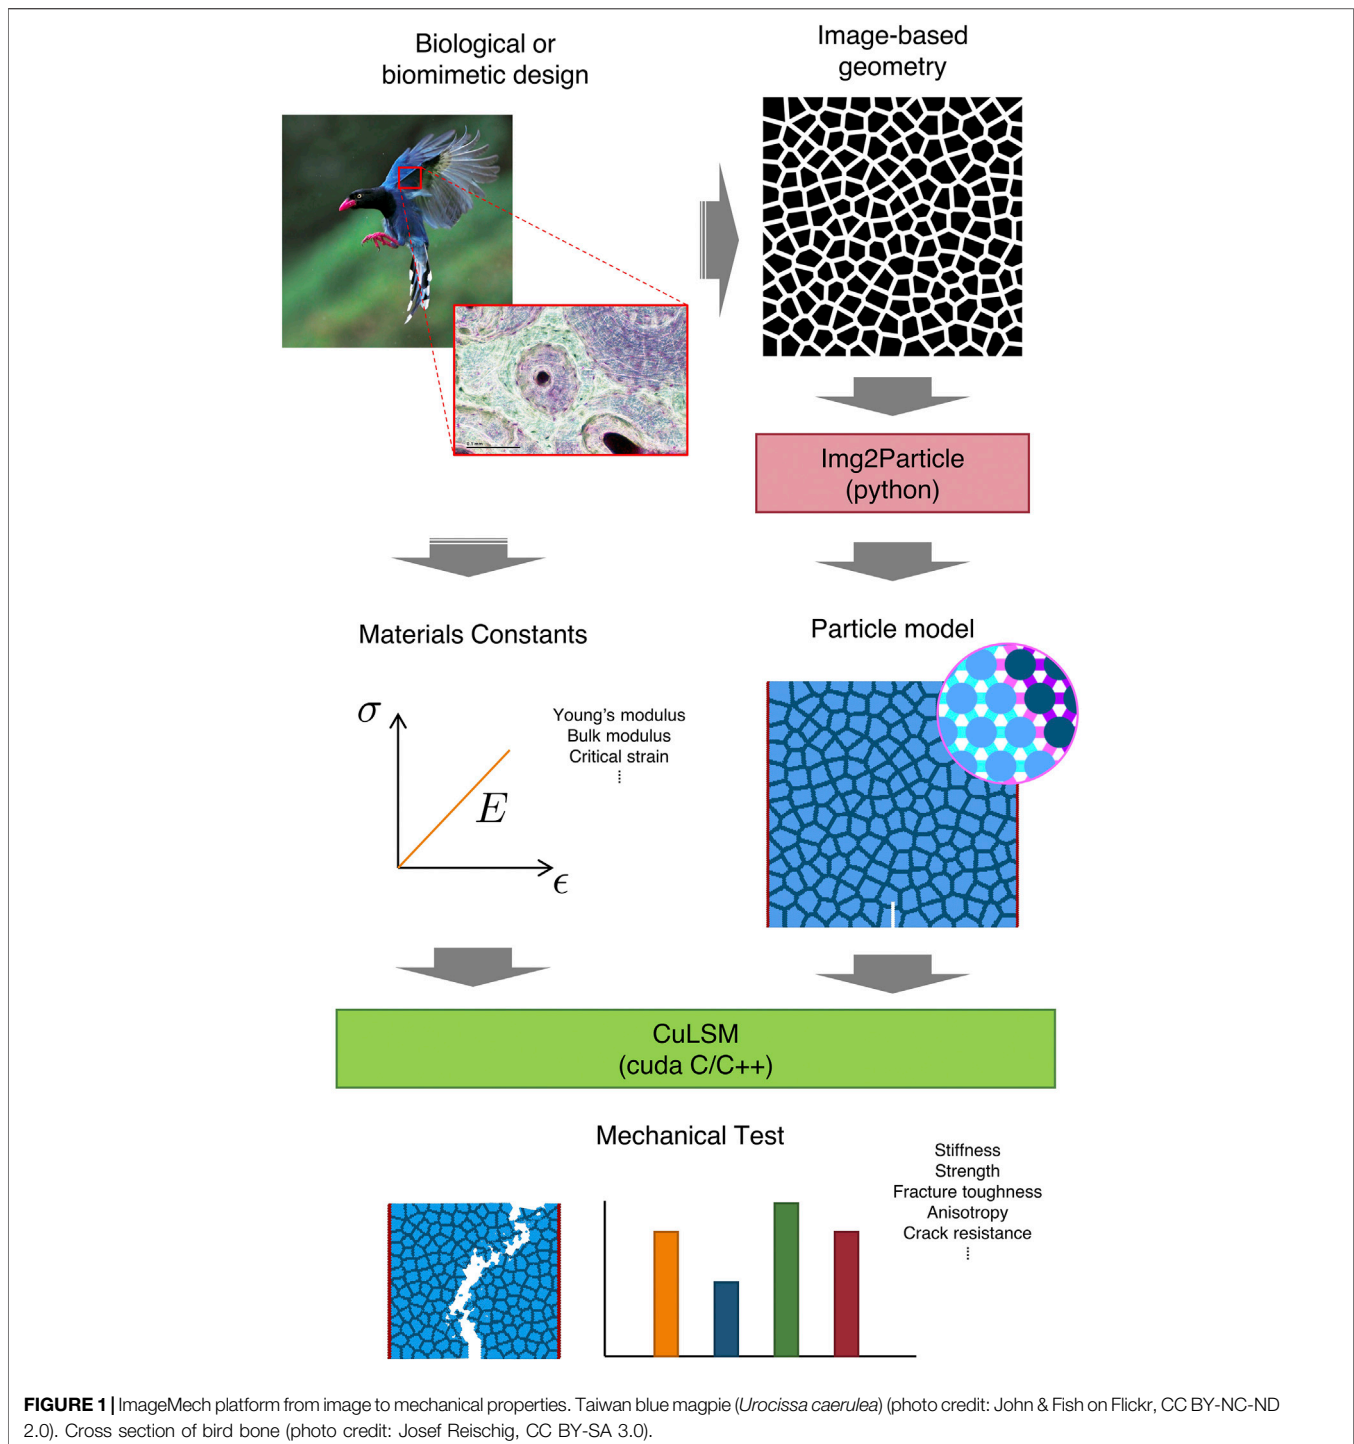 Biological or
biomimetic design
Image-based
geometry
0.1 mm
Img2Particle
(python)
Materials Constants
Particle model
σ
Young's modulus
Bulk modulus
Critical strain
E
ϵ
CuLSM
(cuda C/C++)
Mechanical Test
Stiffness
Strength
Fracture toughness
Anisotropy
Crack resistance
FIGURE 1 | ImageMech platform from image to mechanical properties. Taiwan blue magpie (Urocissa caerulea) (photo credit: John & Fish on Flickr, CC BY-NC-ND
2.0). Cross section of bird bone (photo credit: Josef Reischig, CC BY-SA 3.0).